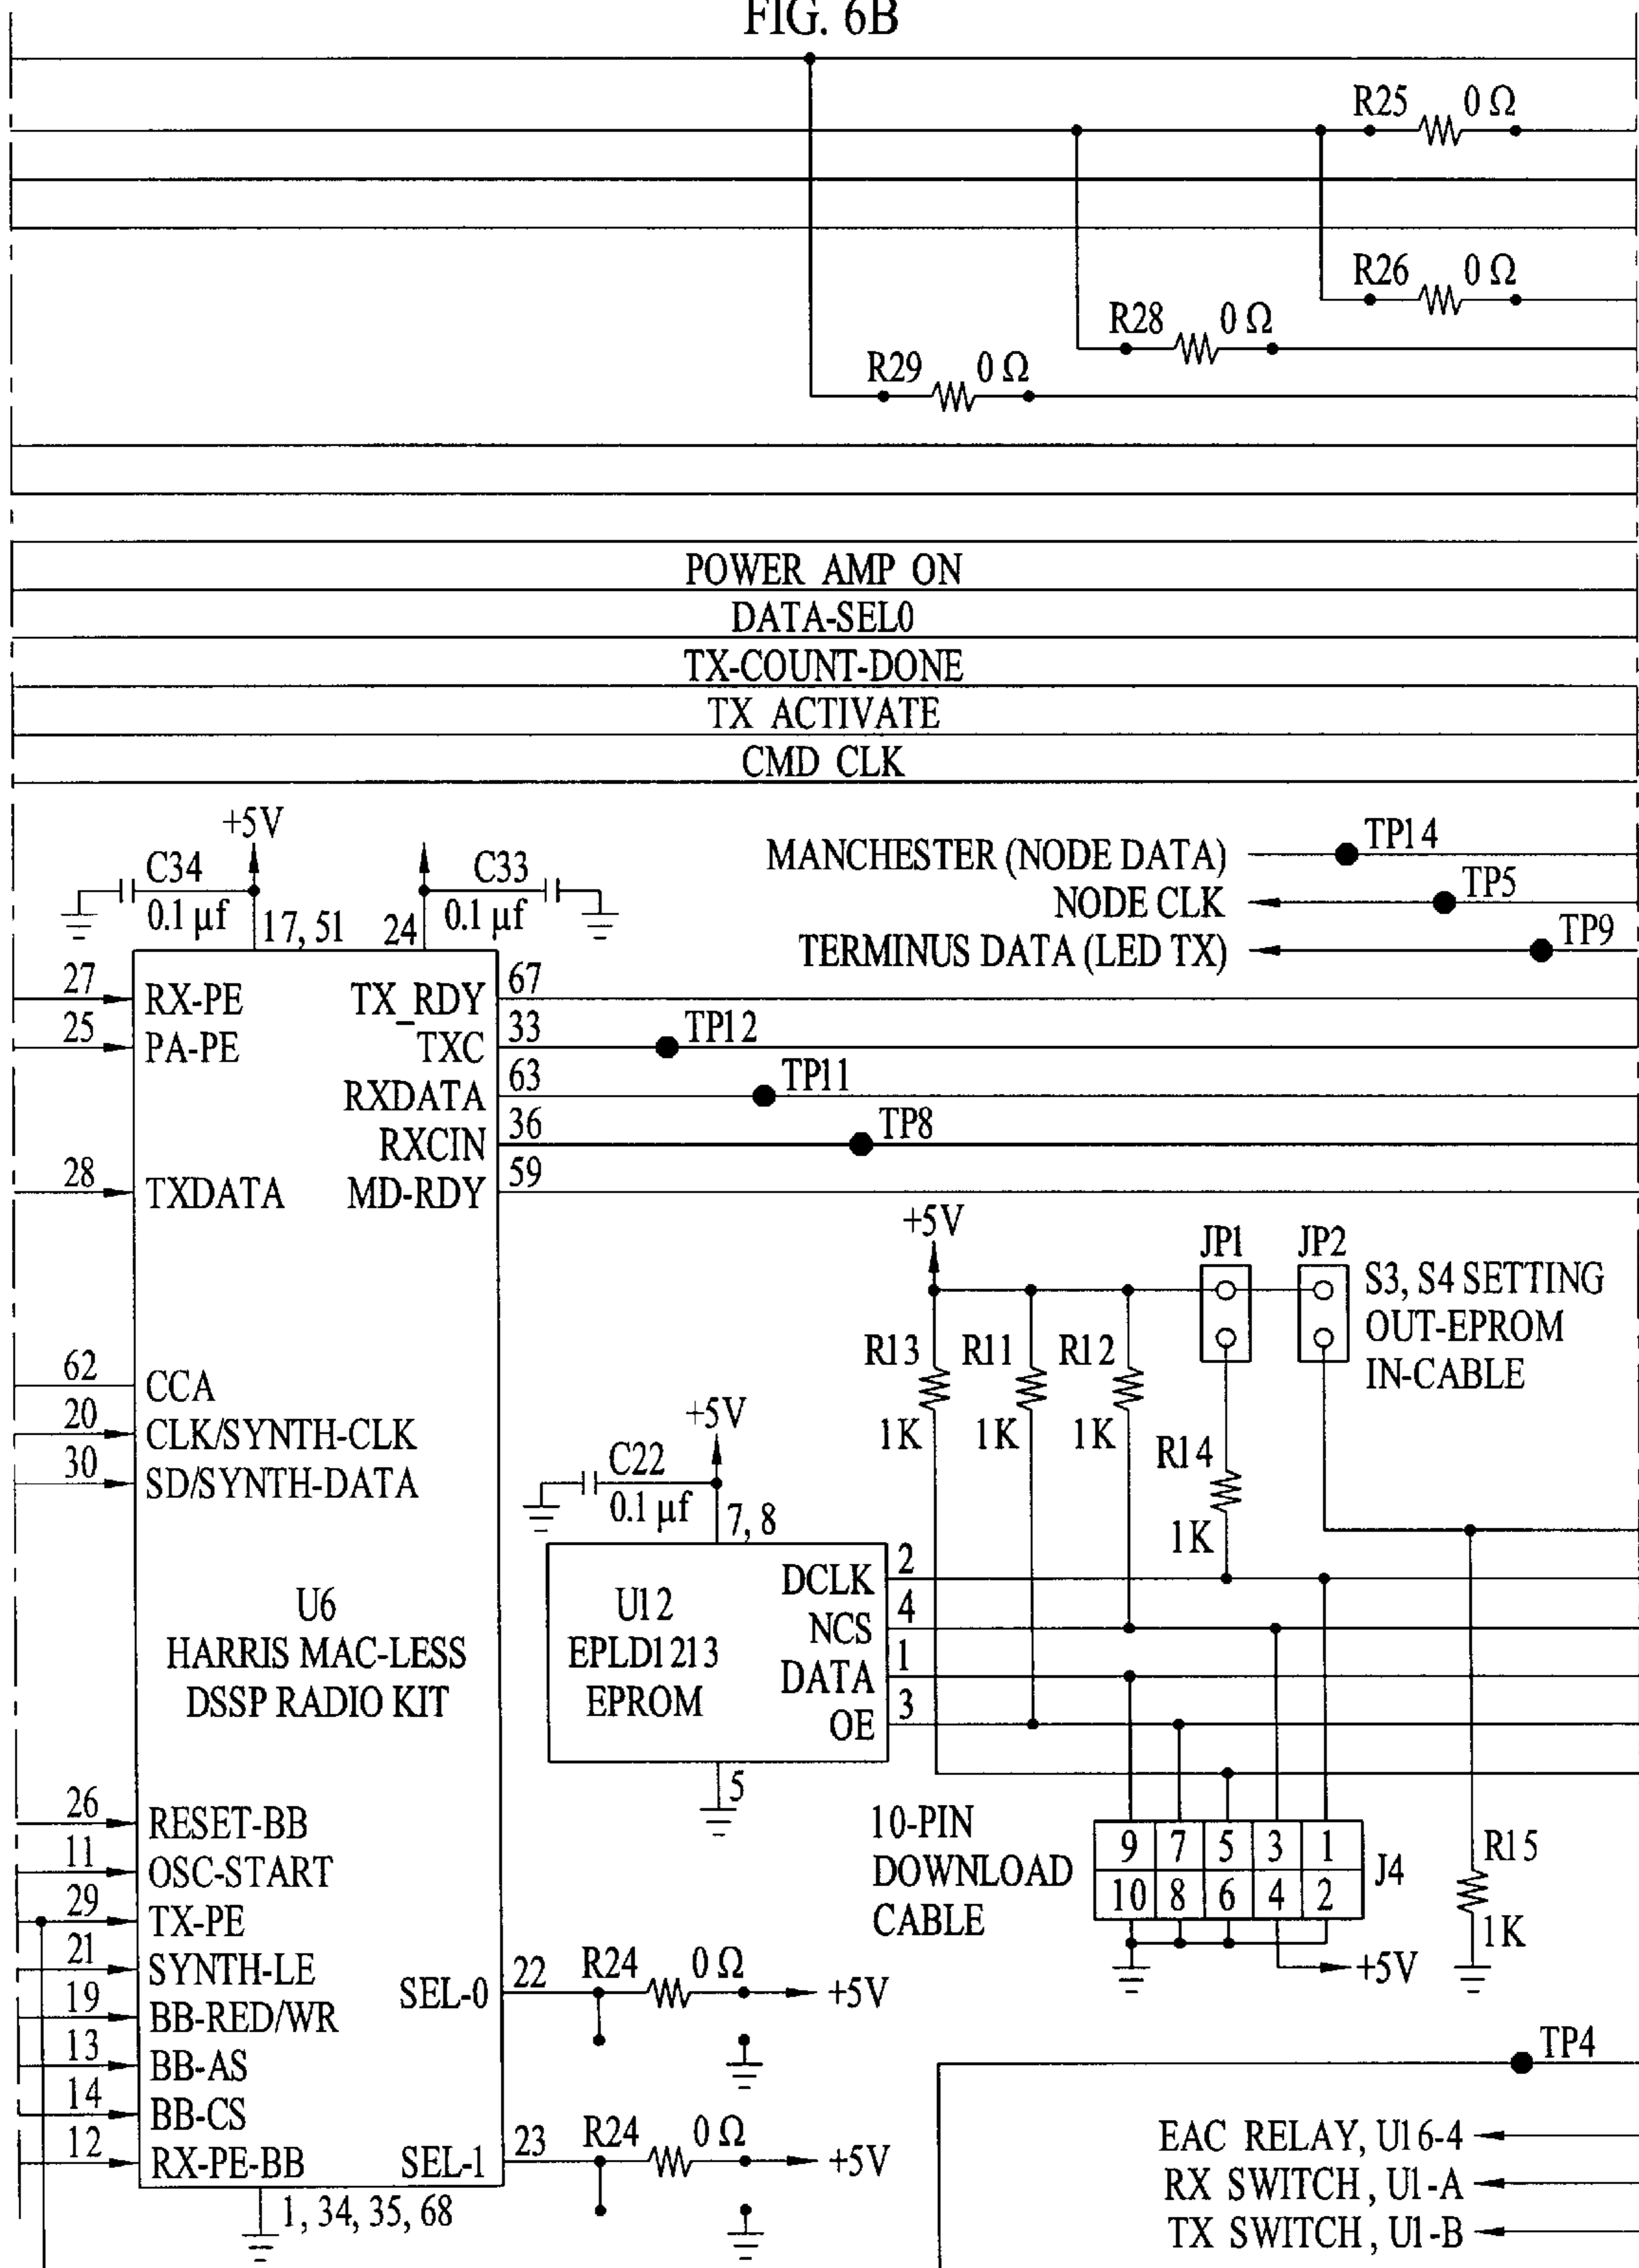 FIG. 6B
R25 0 Ω
R26 0 Ω
R28 0 Ω
R29 0 Ω
POWER AMP ON
DATA-SEL0
TX-COUNT-DONE
TX ACTIVATE
CMD CLK
+5V
C34
0.1 µf
17, 51
24
C33
0.1 µf
MANCHESTER (NODE DATA)
TP14
NODE CLK
TP5
TERMINUS DATA (LED TX)
TP9
27
RX-PE
TX_RDY
67
25
PA-PE
TXC
33
TP12
RXDATA
63
TP11
RXCIN
36
TP8
28
TXDATA
MD-RDY
59
62
CCA
20
CLK/SYNTH-CLK
30
SD/SYNTH-DATA
U6
HARRIS MAC-LESS
DSSP RADIO KIT
26
RESET-BB
11
OSC-START
29
TX-PE
21
SYNTH-LE
19
BB-RED/WR
13
BB-AS
14
BB-CS
12
RX-PE-BB
SEL-0
22
R24 0 Ω
+5V
SEL-1
23
R24 0 Ω
+5V
1, 34, 35, 68
+5V
JP1
JP2
S3, S4 SETTING
OUT-EPROM
IN-CABLE
R13
1K
R11
1K
R12
1K
R14
1K
+5V
C22
0.1 µf
7, 8
U12
EPLD1213
EPROM
DCLK
2
NCS
4
DATA
1
OE
3
5
10-PIN
DOWNLOAD
CABLE
9 7 5 3 1
10 8 6 4 2
J4
+5V
R15
1K
TP4
EAC RELAY, U16-4
RX SWITCH, U1-A
TX SWITCH, U1-B